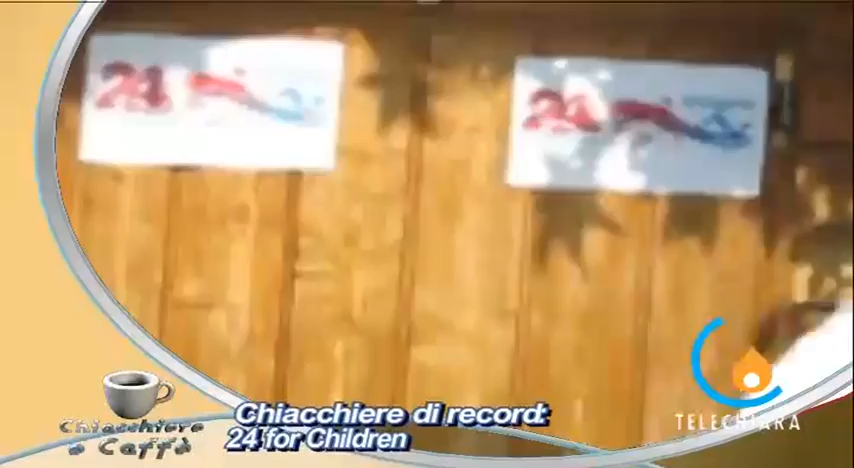 24
24
Chiacchiere di record:
24 for Children
Chiacchiere
e Caffè
TELECHIARA